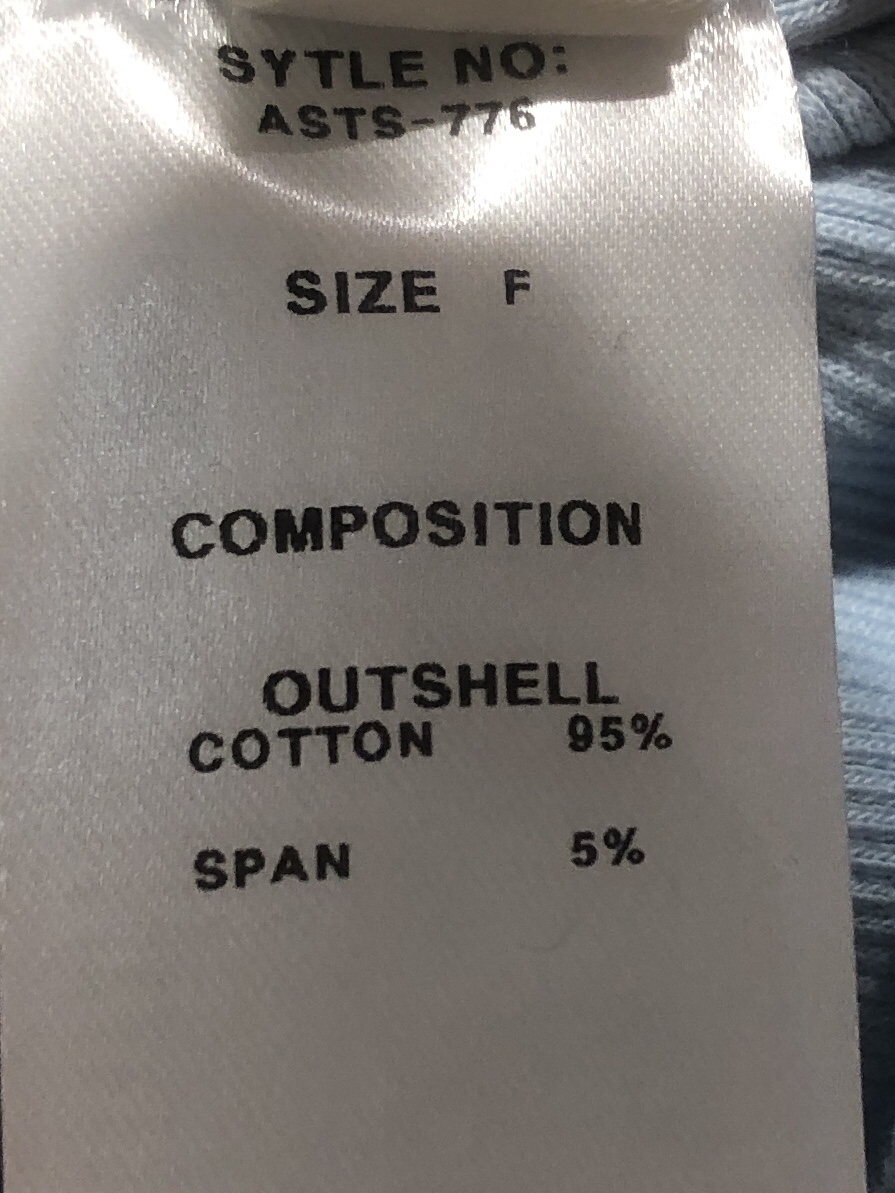 SYTLE NO:
ASTS-776
SIZE F
COMPOSITION
OUTSHELL
COTTON 95%
SPAN 5%